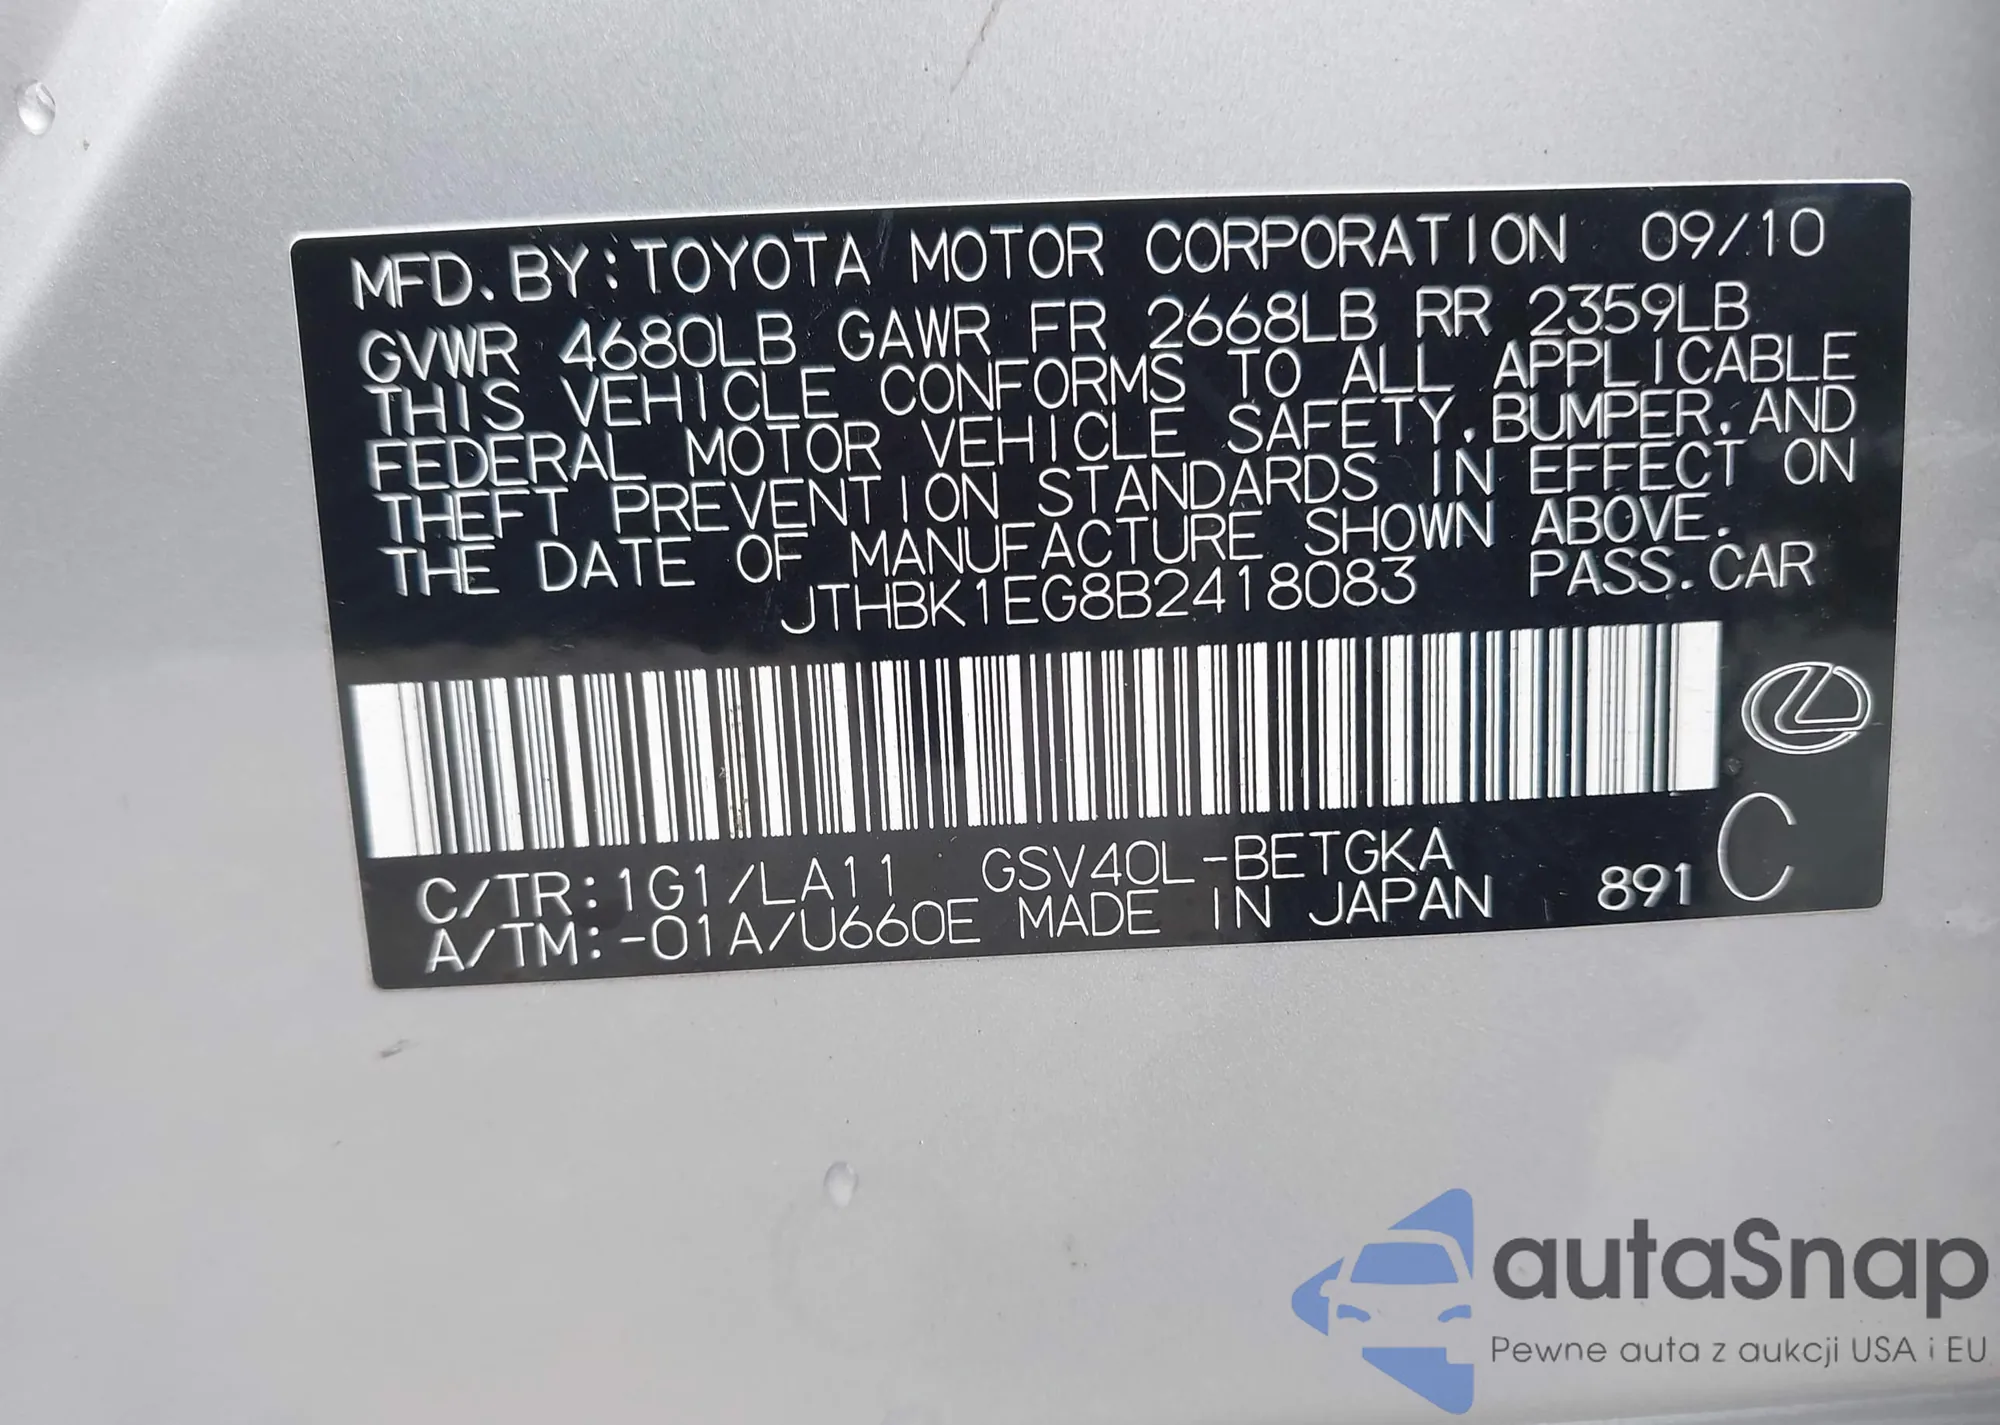 MFD. BY: TOYOTA MOTOR CORPORATION 09/10
GVWR 4680LB GAWR FR 2668LB RR 2359LB
THIS VEHICLE CONFORMS TO ALL APPLICABLE
FEDERAL MOTOR VEHICLE SAFETY, BUMPER, AND
THEFT PREVENTION STANDARDS IN EFFECT ON
THE DATE OF MANUFACTURE SHOWN ABOVE.
JTHBK1EG8B2418083 PASS. CAR
C/TR: 1G1/LA11 GSV40L-BETGKA
A/TM: -01A/U660E MADE IN JAPAN 891 C
autaSnap
Pewne auta z aukcji USA i EU